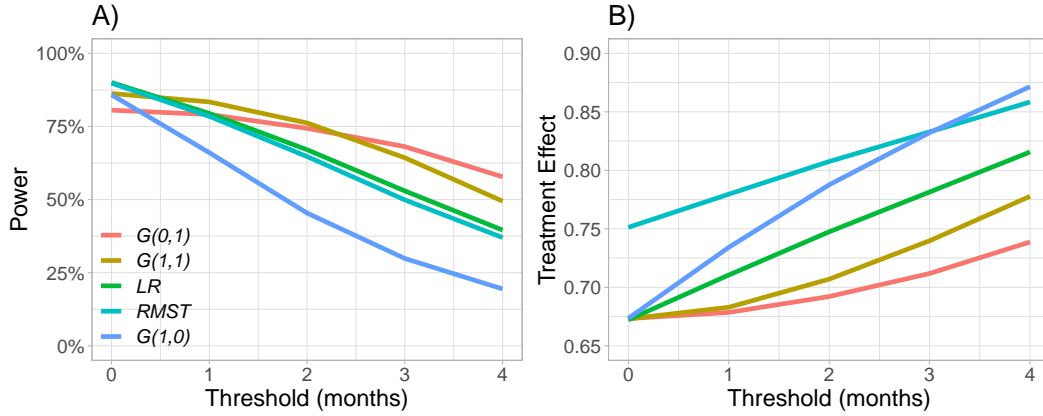 A)
Power
100%
75%
50%
25%
0%
G(0,1)
G(1,1)
LR
RMST
G(1,0)
0 1 2 3 4
Threshold (months)
B)
Treatment Effect
0.90
0.85
0.80
0.75
0.70
0.65
0 1 2 3 4
Threshold (months)